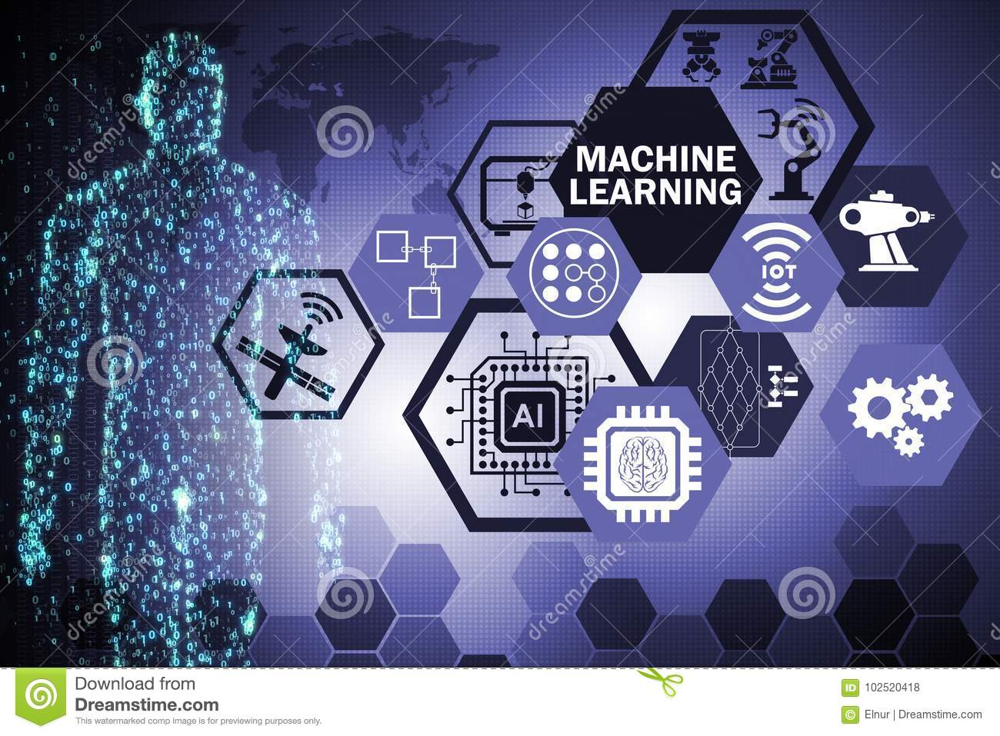 MACHINE
LEARNING
IOT
AI
dreamstime
Download from
Dreamstime.com
This watermarked comp image is for previewing purposes only.
ID 102520418
© Elnur | Dreamstime.com